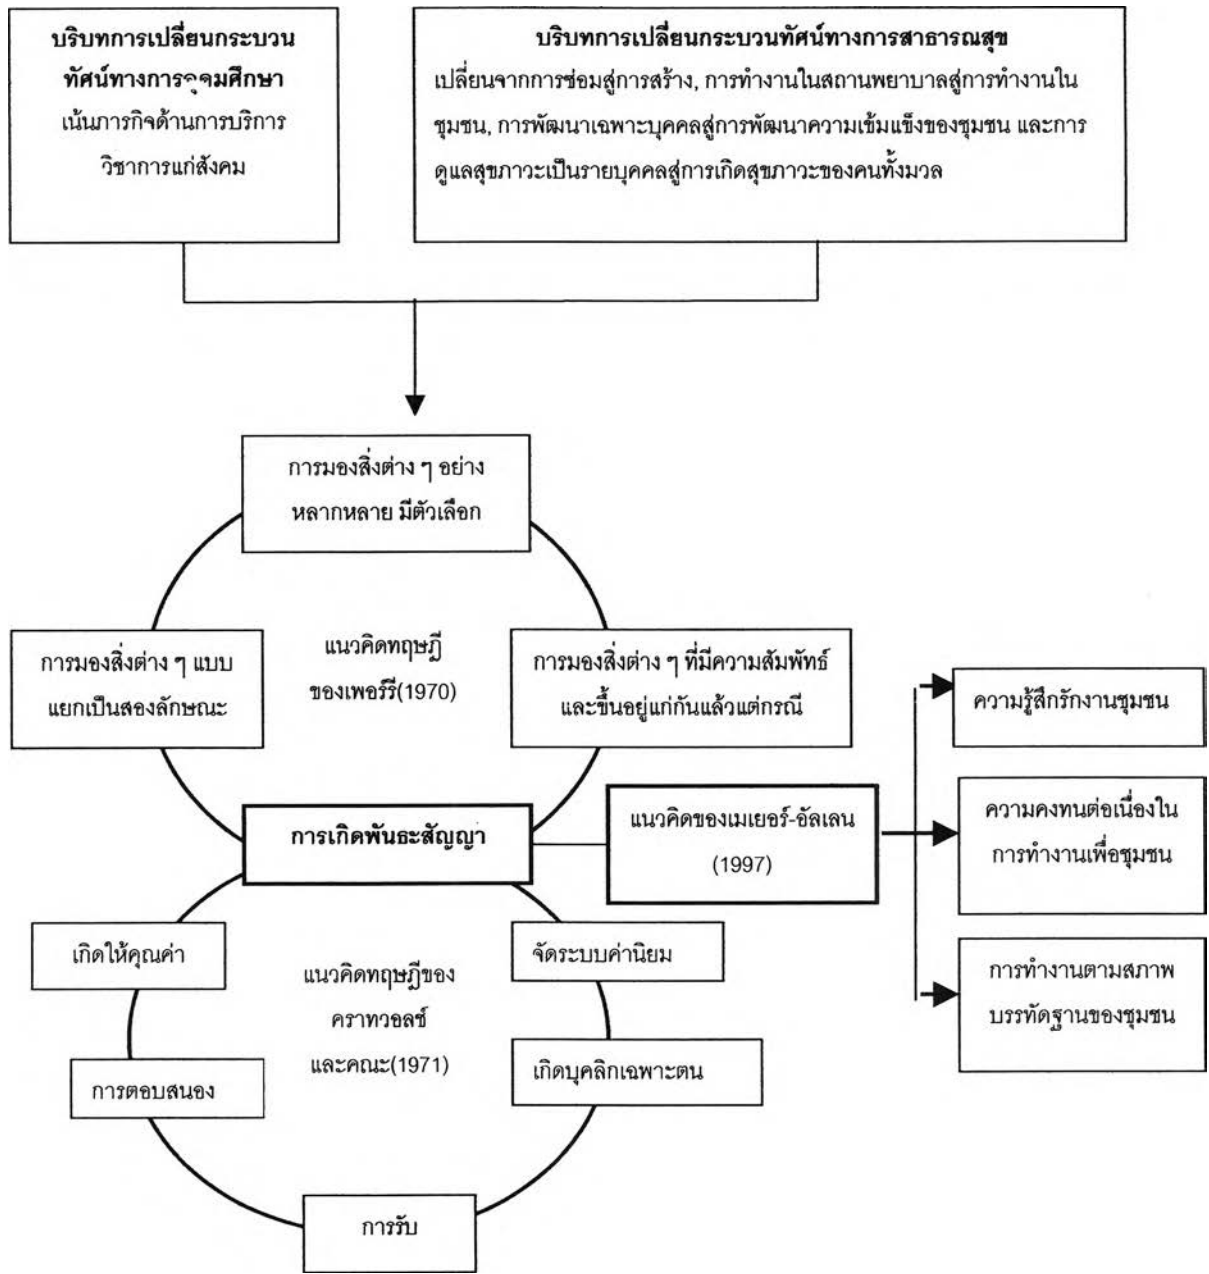 บริบทการเปลี่ยนกระบวน
ทัศน์ทางการอุดมศึกษา
เน้นภารกิจด้านการบริการ
วิชาการแก่สังคม
บริบทการเปลี่ยนกระบวนทัศน์ทางการสาธารณสุข
เปลี่ยนจากการซ่อมสู่การสร้าง, การทำงานในสถานพยาบาลสู่การทำงานใน
ชุมชน, การพัฒนาเฉพาะบุคคลสู่การพัฒนาความเข้มแข็งของชุมชน และการ
ดูแลสุขภาวะเป็นรายบุคคลสู่การเกิดสุขภาวะของคนทั้งมวล
การมองสิ่งต่าง ๆ อย่าง
หลากหลาย มีตัวเลือก
การมองสิ่งต่าง ๆ แบบ
แยกเป็นสองลักษณะ
แนวคิดทฤษฎี
ของเพอร์รี(1970)
การมองสิ่งต่าง ๆ ที่มีความสัมพันธ์
และขึ้นอยู่แก่กันแล้วแต่กรณี
การเกิดพันธะสัญญา
แนวคิดของเมเยอร์-อัลเลน
(1997)
ความรู้สึกรักงานชุมชน
ความคงทนต่อเนื่องใน
การทำงานเพื่อชุมชน
การทำงานตามสภาพ
บรรทัดฐานของชุมชน
เกิดให้คุณค่า
จัดระบบค่านิยม
แนวคิดทฤษฎีของ
คราทวอลซ์
และคณะ(1971)
การตอบสนอง
เกิดบุคลิกเฉพาะตน
การรับ